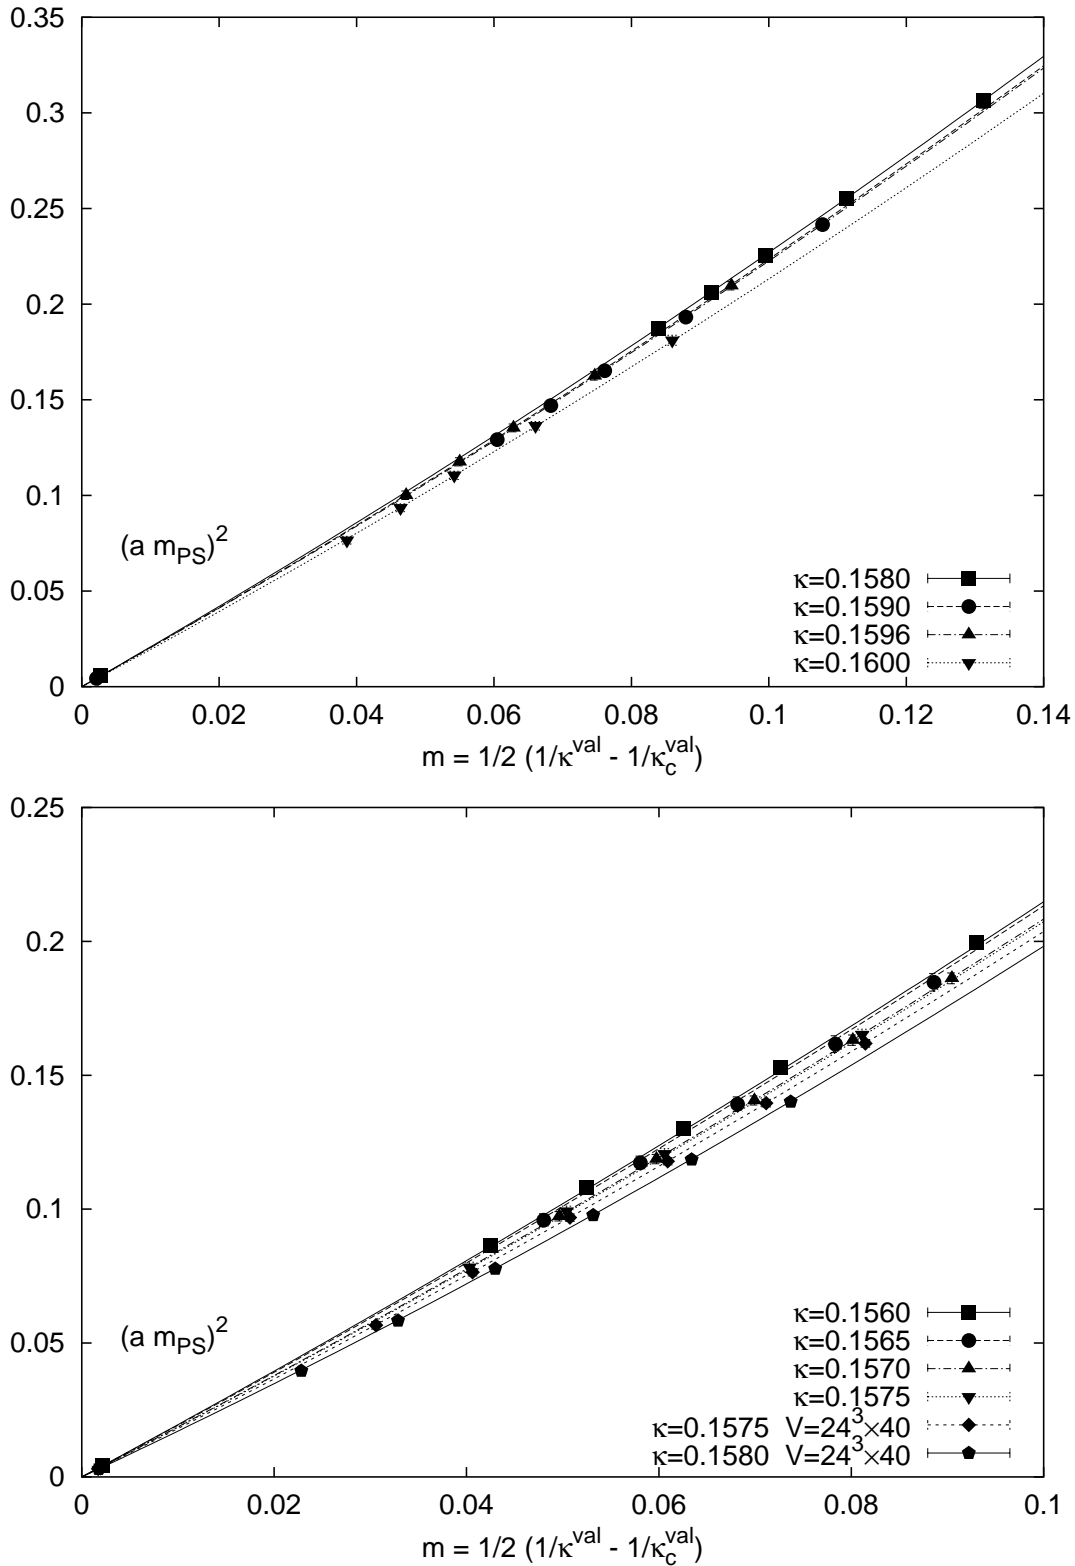 0.35
0.3
0.25
0.2
0.15
0.1
(a m_PS)^2
0.05
κ=0.1580
κ=0.1590
κ=0.1596
κ=0.1600
0
0 0.02 0.04 0.06 0.08 0.1 0.12 0.14
m = 1/2 (1/κ^val - 1/κ_c^val)
0.25
0.2
0.15
0.1
(a m_PS)^2
0.05
κ=0.1560
κ=0.1565
κ=0.1570
κ=0.1575
κ=0.1575 V=24^3×40
κ=0.1580 V=24^3×40
0
0 0.02 0.04 0.06 0.08 0.1
m = 1/2 (1/κ^val - 1/κ_c^val)